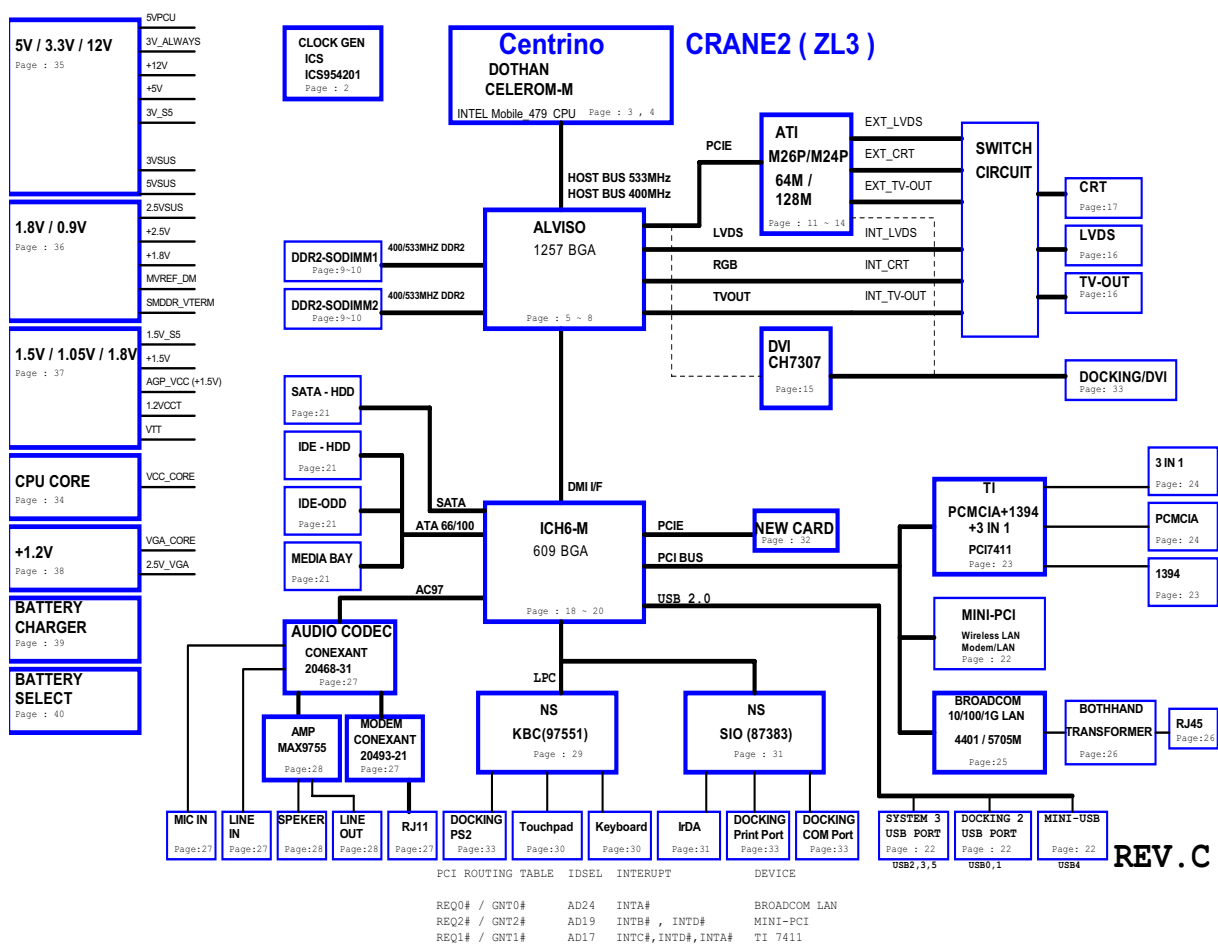 5V / 3.3V / 12V
Page : 35
5VPCU
3V_ALWAYS
+12V
+5V
3V_S5
3VSUS
5VSUS
1.8V / 0.9V
Page : 36
2.5VSUS
+2.5V
+1.8V
MVREF_DM
SMDDR_VTERM
1.5V / 1.05V / 1.8V
Page : 37
1.5V_S5
+1.5V
AGP_VCC (+1.5V)
1.2VCCT
VTT
CPU CORE
Page : 34
VCC_CORE
+1.2V
Page : 38
VGA_CORE
2.5V_VGA
BATTERY
CHARGER
Page : 39
BATTERY
SELECT
Page : 40
CLOCK GEN
ICS
ICS954201
Page : 2
Centrino
DOTHAN
CELEROM-M
INTEL Mobile_479 CPU Page : 3 , 4
CRANE2 ( ZL3 )
HOST BUS 533MHz
HOST BUS 400MHz
PCIE
ATI
M26P/M24P
64M /
128M
Page : 11 ~ 14
EXT_LVDS
EXT_CRT
EXT_TV-OUT
SWITCH
CIRCUIT
CRT
Page:17
LVDS
Page:16
TV-OUT
Page:16
ALVISO
1257 BGA
Page : 5 ~ 8
LVDS
RGB
TVOUT
INT_LVDS
INT_CRT
INT_TV-OUT
DDR2-SODIMM1
Page:9~10
400/533MHZ DDR2
DDR2-SODIMM2
Page:9~10
400/533MHZ DDR2
DVI
CH7307
Page:15
DOCKING/DVI
Page: 33
SATA - HDD
Page:21
IDE - HDD
Page:21
IDE-ODD
Page:21
MEDIA BAY
Page:21
SATA
ATA 66/100
AC97
DMI I/F
ICH6-M
609 BGA
Page : 18 ~ 20
PCIE
PCI BUS
USB 2.0
LPC
NEW CARD
Page : 32
TI
PCMCIA+1394
+3 IN 1
PCI7411
Page: 23
3 IN 1
Page: 24
PCMCIA
Page: 24
1394
Page: 23
MINI-PCI
Wireless LAN
Modem/LAN
Page : 22
BROADCOM
10/100/1G LAN
4401 / 5705M
Page:25
BOTHHAND
TRANSFORMER
Page:26
RJ45
Page:26
AUDIO CODEC
CONEXANT
20468-31
Page:27
AMP
MAX9755
Page:28
MODEM
CONEXANT
20493-21
Page:27
NS
KBC(97551)
Page : 29
NS
SIO (87383)
Page : 31
MIC IN
Page:27
LINE
IN
Page:27
SPEKER
Page:28
LINE
OUT
Page:28
RJ11
Page:27
DOCKING
PS2
Page:33
Touchpad
Page:30
Keyboard
Page:30
IrDA
Page:31
DOCKING
Print Port
Page:33
DOCKING
COM Port
Page:33
SYSTEM 3
USB PORT
Page : 22
USB2,3,5
DOCKING 2
USB PORT
Page : 22
USB0,1
MINI-USB
Page: 22
USB4
REV.C
PCI ROUTING TABLE IDSEL INTERUPT DEVICE
REQ0# / GNT0# AD24 INTA# BROADCOM LAN
REQ2# / GNT2# AD19 INTB# , INTD# MINI-PCI
REQ1# / GNT1# AD17 INTC#,INTD#,INTA# TI 7411